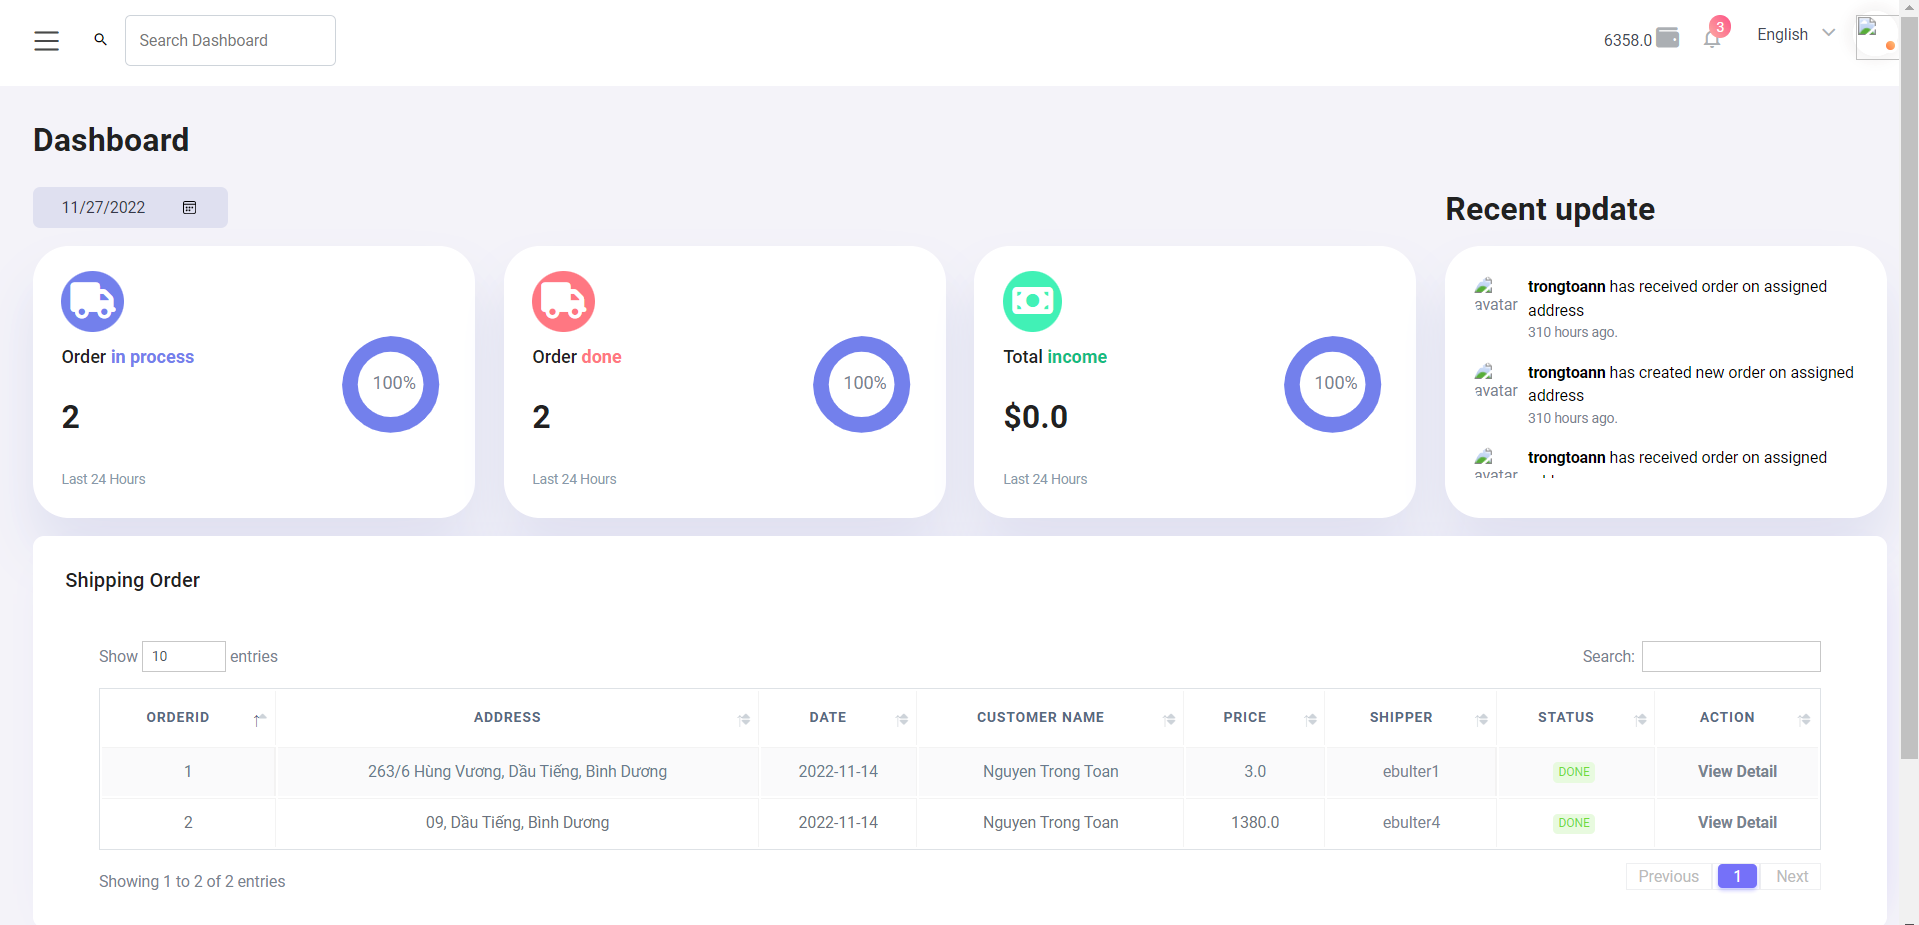 Search Dashboard
6358.0
3
English
Dashboard
11/27/2022
Recent update
Order in process
2
100%
Last 24 Hours
Order done
2
100%
Last 24 Hours
Total income
$0.0
100%
Last 24 Hours
avatar
trongtoann has received order on assigned
address
310 hours ago.
avatar
trongtoann has created new order on assigned
address
310 hours ago.
avatar
trongtoann has received order on assigned
Shipping Order
Show 10 entries
Search:
ORDERID ADDRESS DATE CUSTOMER NAME PRICE SHIPPER STATUS ACTION
1 263/6 Hùng Vương, Dầu Tiếng, Bình Dương 2022-11-14 Nguyen Trong Toan 3.0 ebulter1 DONE View Detail
2 09, Dầu Tiếng, Bình Dương 2022-11-14 Nguyen Trong Toan 1380.0 ebulter4 DONE View Detail
Showing 1 to 2 of 2 entries
Previous 1 Next